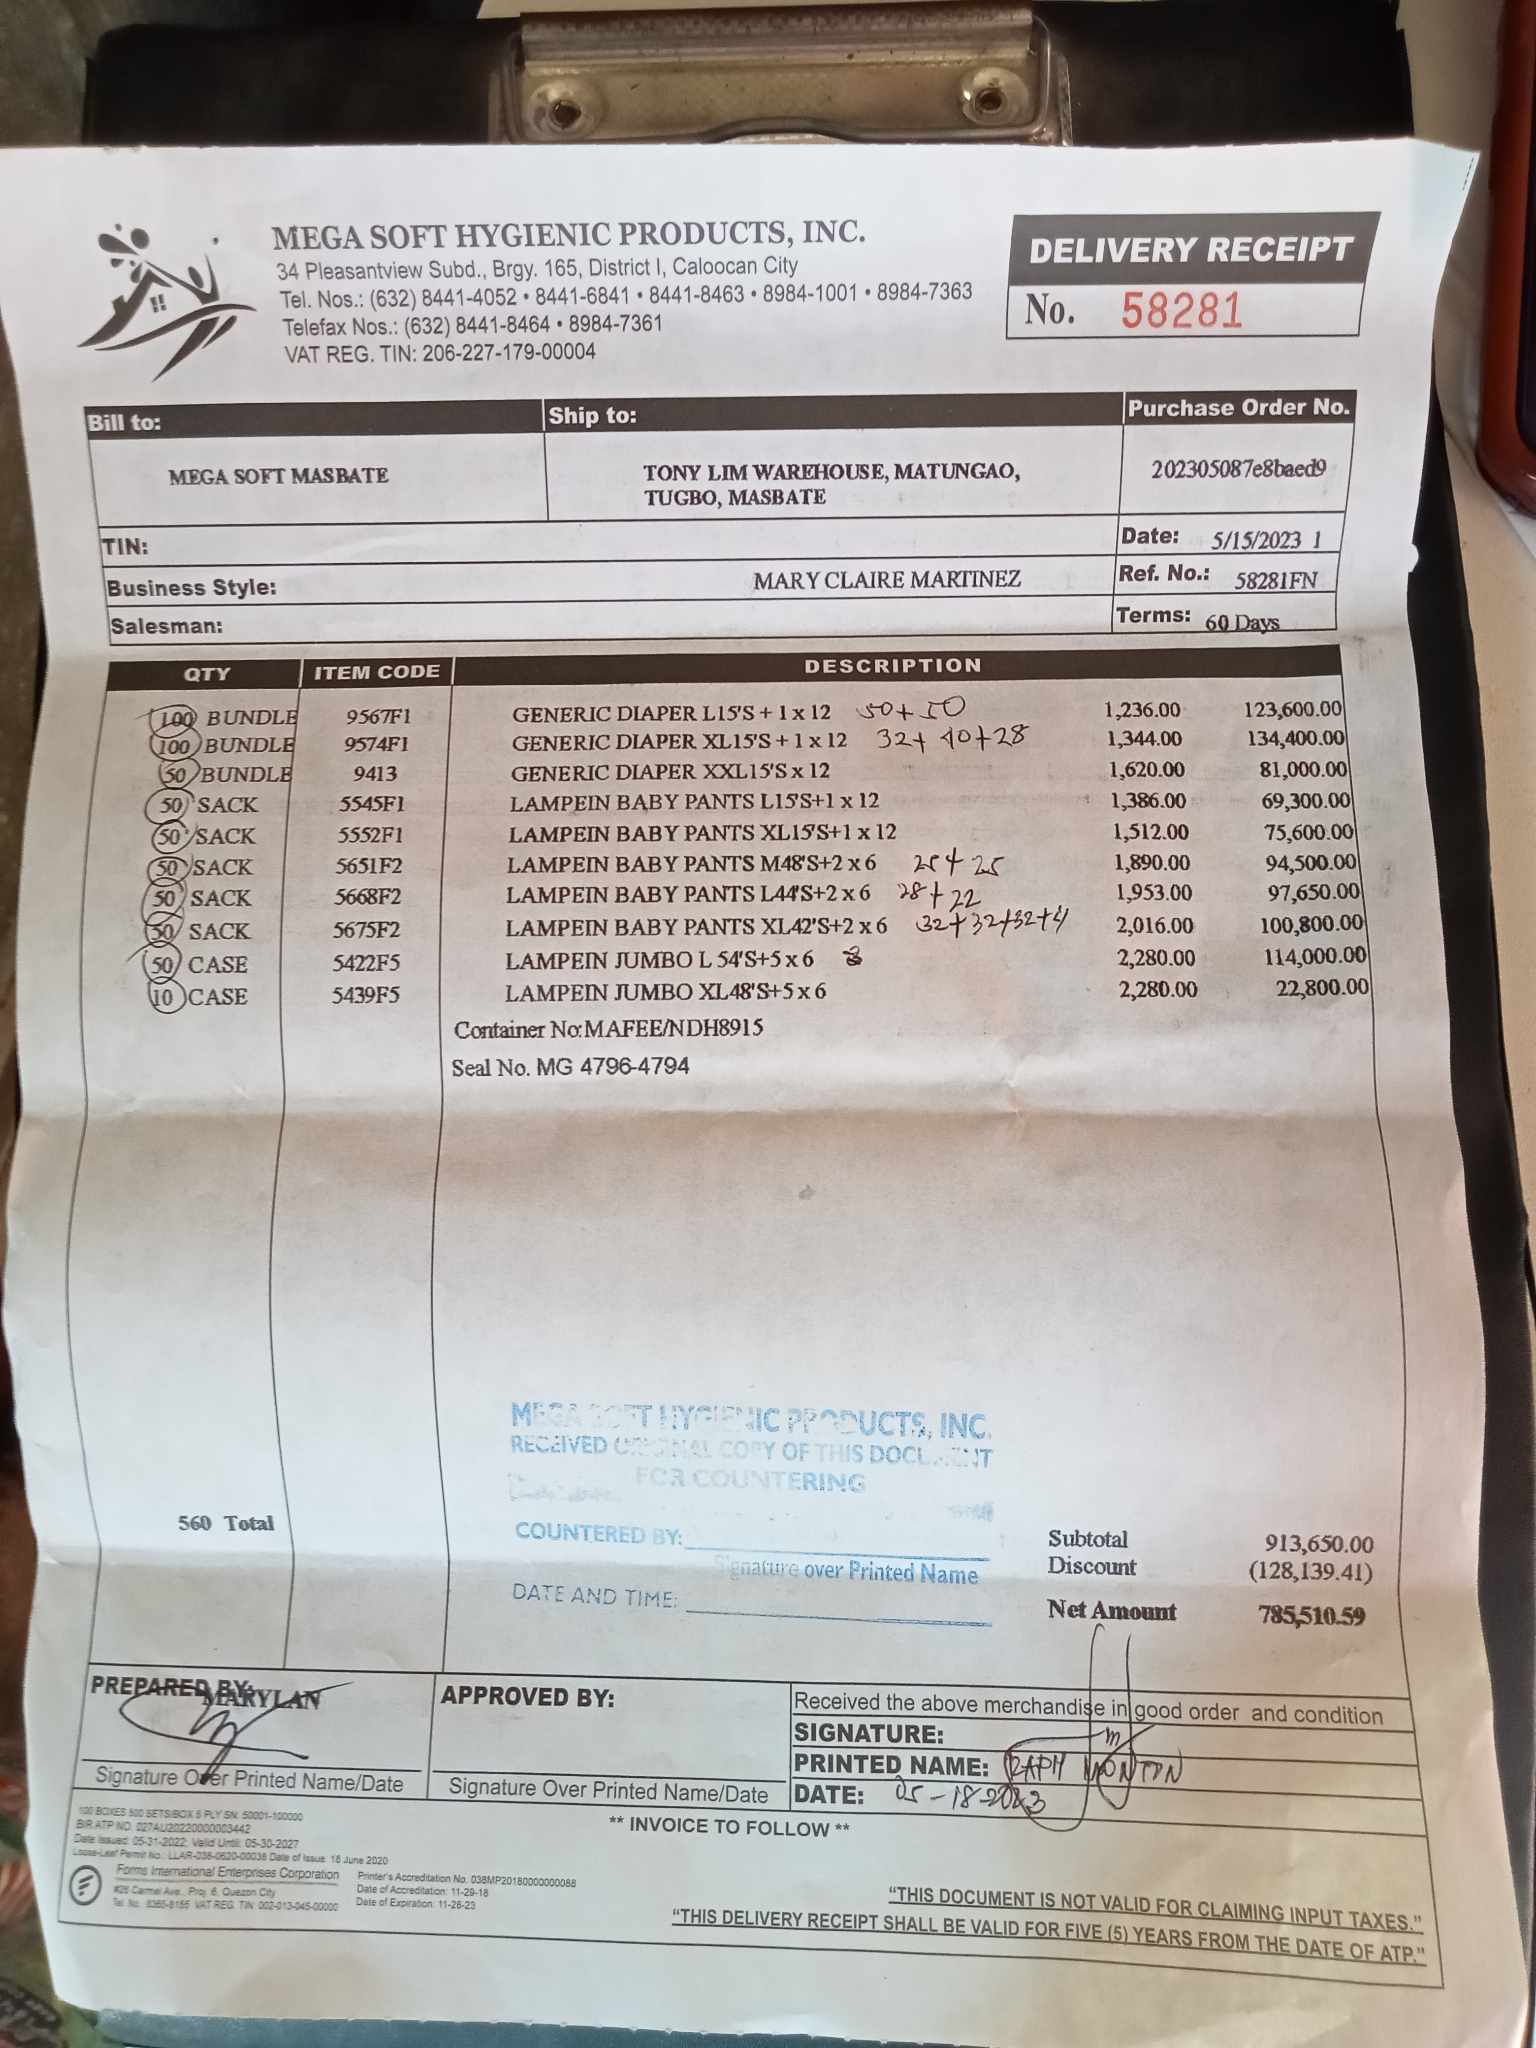 MEGA SOFT HYGIENIC PRODUCTS, INC.
34 Pleasantview Subd., Brgy. 165, District I, Caloocan City
Tel. Nos.: (632) 8441-4052 • 8441-6841 • 8441-8463 • 8984-1001 • 8984-7363
Telefax Nos.: (632) 8441-8464 • 8984-7361
VAT REG. TIN: 206-227-179-00004
DELIVERY RECEIPT
No. 58281
Bill to: Ship to: Purchase Order No.
MEGA SOFT MASBATE TONY LIM WAREHOUSE, MATUNGAO, 202305087e8baed9
TUGBO, MASBATE
TIN: Date: 5/15/2023 1
Business Style: MARY CLAIRE MARTINEZ Ref. No.: 58281FN
Salesman: Terms: 60 Days
QTY ITEM CODE DESCRIPTION
100 BUNDLE 9567F1 GENERIC DIAPER L15'S + 1 x 12 50+50 1,236.00 123,600.00
100 BUNDLE 9574F1 GENERIC DIAPER XL15'S + 1 x 12 32+40+28 1,344.00 134,400.00
50 BUNDLE 9413 GENERIC DIAPER XXL15'S x 12 1,620.00 81,000.00
50 SACK 5545F1 LAMPEIN BABY PANTS L15'S+1 x 12 1,386.00 69,300.00
50 SACK 5552F1 LAMPEIN BABY PANTS XL15'S+1 x 12 1,512.00 75,600.00
50 SACK 5651F2 LAMPEIN BABY PANTS M48'S+2 x 6 25+25 1,890.00 94,500.00
50 SACK 5668F2 LAMPEIN BABY PANTS L44'S+2 x 6 28+22 1,953.00 97,650.00
50 SACK 5675F2 LAMPEIN BABY PANTS XL42'S+2 x 6 32+32+32+4 2,016.00 100,800.00
50 CASE 5422F5 LAMPEIN JUMBO L 54'S+5 x 6 2,280.00 114,000.00
10 CASE 5439F5 LAMPEIN JUMBO XL48'S+5 x 6 2,280.00 22,800.00
Container No:MAFEE/NDH8915
Seal No. MG 4796-4794
MEGA SOFT HYGIENIC PRODUCTS, INC.
RECEIVED ORIGINAL COPY OF THIS DOCUMENT
FOR COUNTERING
COUNTERED BY:
Signature over Printed Name
DATE AND TIME:
560 Total
Subtotal 913,650.00
Discount (128,139.41)
Net Amount 785,510.59
PREPARED BY: MARYLAN
Signature Over Printed Name/Date
APPROVED BY:
Signature Over Printed Name/Date
Received the above merchandise in good order and condition
SIGNATURE:
PRINTED NAME: RAPH MONTON
DATE: 05-18-2023
** INVOICE TO FOLLOW **
100 BOXES 500 SETS/BOX 5 PLY SN: 50001-100000
BIR ATP NO. 027AU20220000003442
Date Issued: 05-31-2022; Valid Until: 05-30-2027
Loose-Leaf Permit No.: LLAR-038-0620-00038 Date of Issue: 18 June 2020
Forms International Enterprises Corporation
#28 Carmel Ave., Proj. 6, Quezon City
Tel. No. 8365-8155 VAT REG. TIN 002-013-045-00000
Printer's Accreditation No. 038MP20180000000088
Date of Accreditation: 11-29-18
Date of Expiration: 11-28-23
“THIS DOCUMENT IS NOT VALID FOR CLAIMING INPUT TAXES.”
“THIS DELIVERY RECEIPT SHALL BE VALID FOR FIVE (5) YEARS FROM THE DATE OF ATP.”